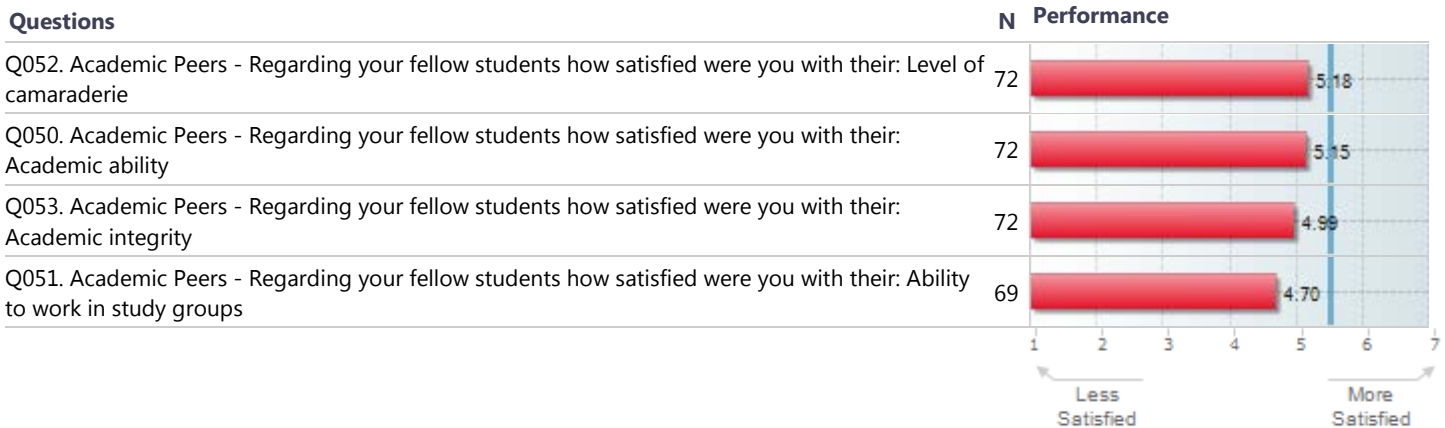 Questions N Performance
Q052. Academic Peers - Regarding your fellow students how satisfied were you with their: Level of
camaraderie
72
5.18
Q050. Academic Peers - Regarding your fellow students how satisfied were you with their:
Academic ability
72
5.15
Q053. Academic Peers - Regarding your fellow students how satisfied were you with their:
Academic integrity
72
4.99
Q051. Academic Peers - Regarding your fellow students how satisfied were you with their: Ability
to work in study groups
69
4.70
1 2 3 4 5 6 7
Less More
Satisfied Satisfied